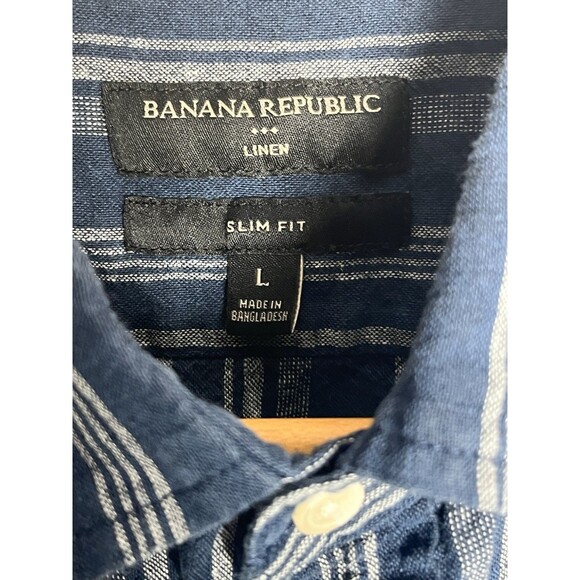 BANANA REPUBLIC
LINEN
SLIM FIT
L
MADE IN
BANGLADESH